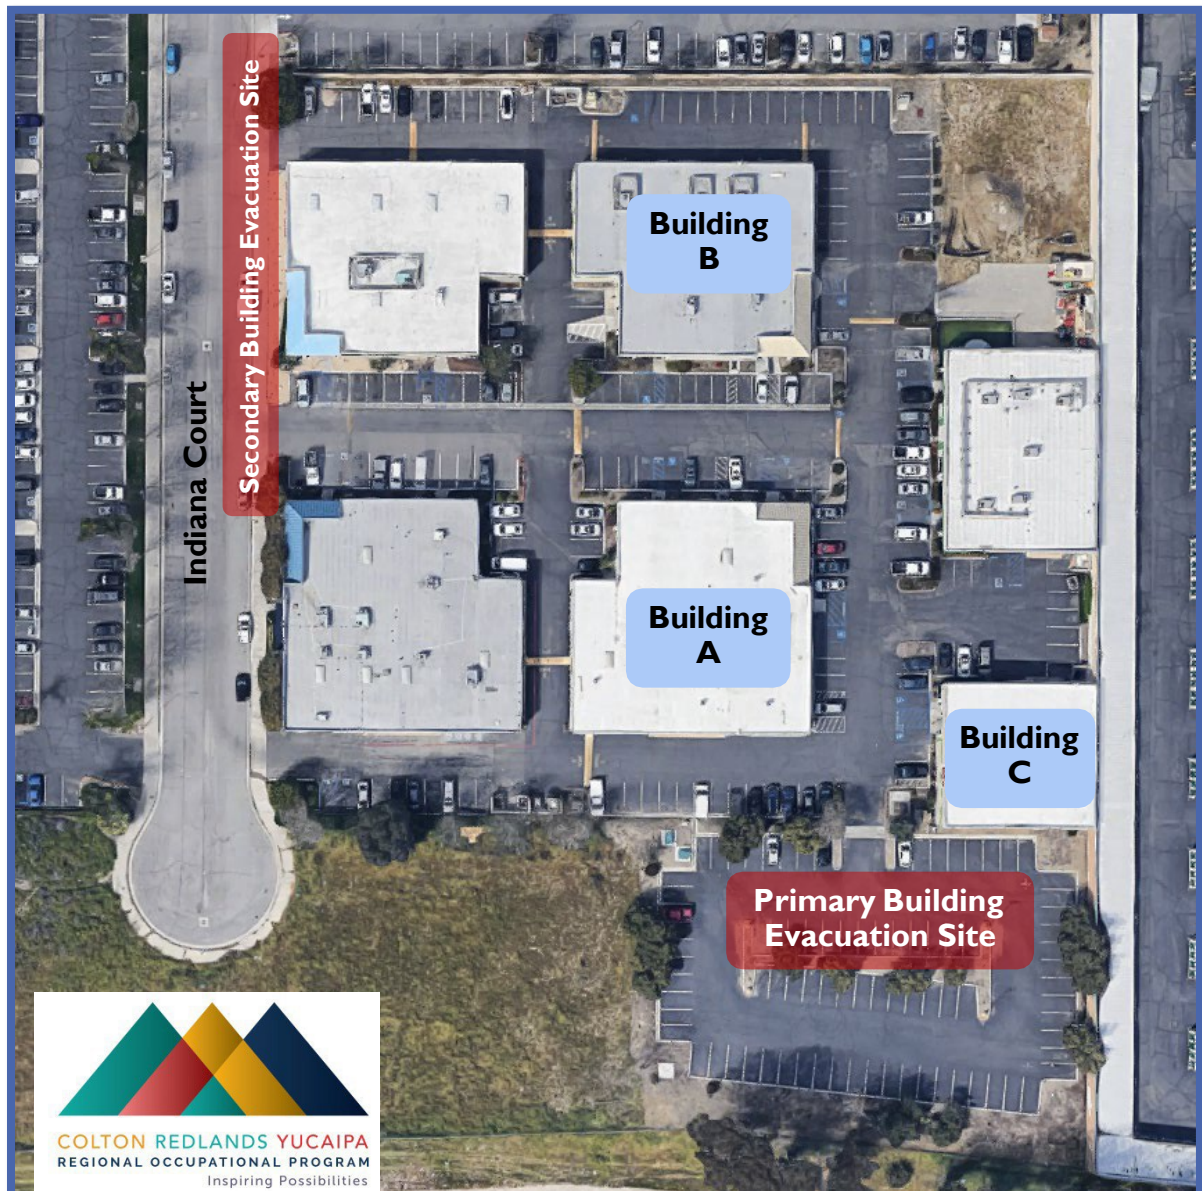 Secondary Building Evacuation Site
Indiana Court
Building
B
Building
A
Building
C
Primary Building
Evacuation Site
COLTON REDLANDS YUCAIPA
REGIONAL OCCUPATIONAL PROGRAM
Inspiring Possibilities